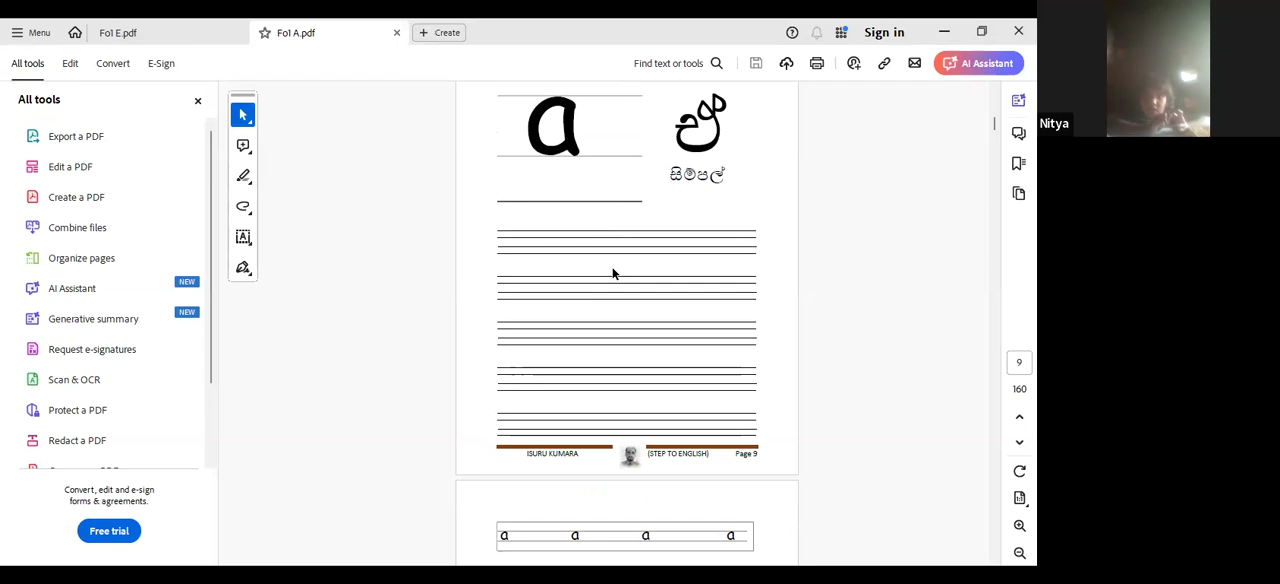 Menu
Fo1 E.pdf
Fo1 A.pdf
Create
Sign in
All tools
Edit
Convert
E-Sign
Find text or tools
AI Assistant
All tools
Export a PDF
Edit a PDF
Create a PDF
Combine files
Organize pages
AI Assistant NEW
Generative summary NEW
Request e-signatures
Scan & OCR
Protect a PDF
Redact a PDF
Convert, edit and e-sign
forms & agreements.
Free trial
a
සිම්පල්
ISURU KUMARA (STEP TO ENGLISH) Page 9
a a a a
9
160
Nitya